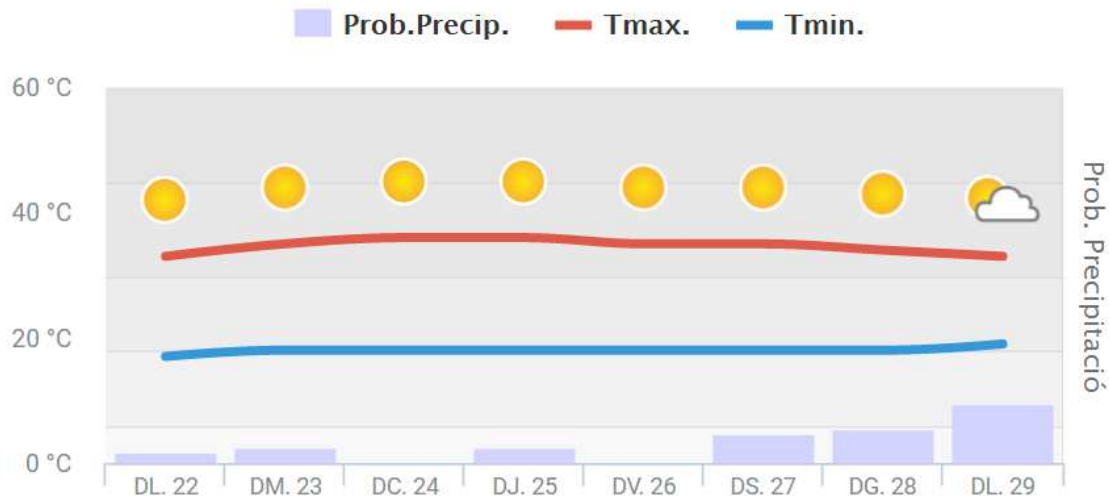 Prob.Precip. Tmax. Tmin.
60 °C
40 °C
20 °C
0 °C
Prob. Precipitació
DL. 22 DM. 23 DC. 24 DJ. 25 DV. 26 DS. 27 DG. 28 DL. 29